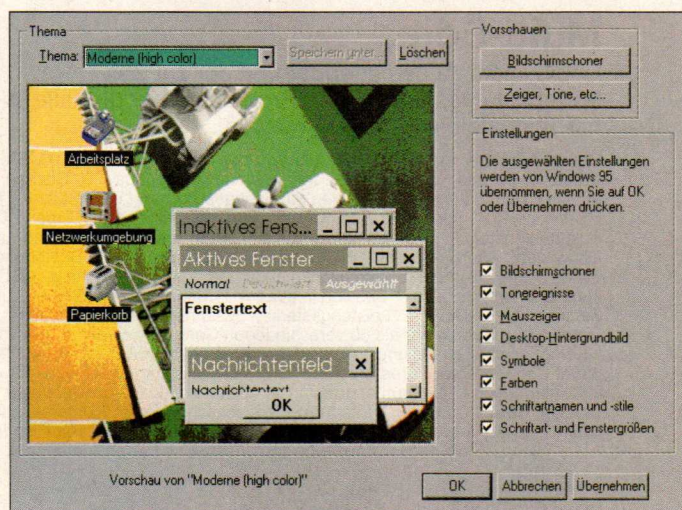 Thema
Thema: Moderne (high color) Speichern unter... Löschen
Arbeitsplatz
Netzwerkumgebung
Papierkorb
Inaktives Fens...
Aktives Fenster
Normal Deaktiviert Ausgewählt
Fenstertext
Nachrichtenfeld
Nachrichtentext
OK
Vorschau von "Moderne (high color)"
Vorschauen
Bildschirmschoner
Zeiger, Töne, etc...
Einstellungen
Die ausgewählten Einstellungen
werden von Windows 95
übernommen, wenn Sie auf OK
oder Übernehmen drücken.
Bildschirmschoner
Tonereignisse
Mauszeiger
Desktop-Hintergrundbild
Symbole
Farben
Schriftartnamen und -stile
Schriftart- und Fenstergrößen
OK Abbrechen Übernehmen